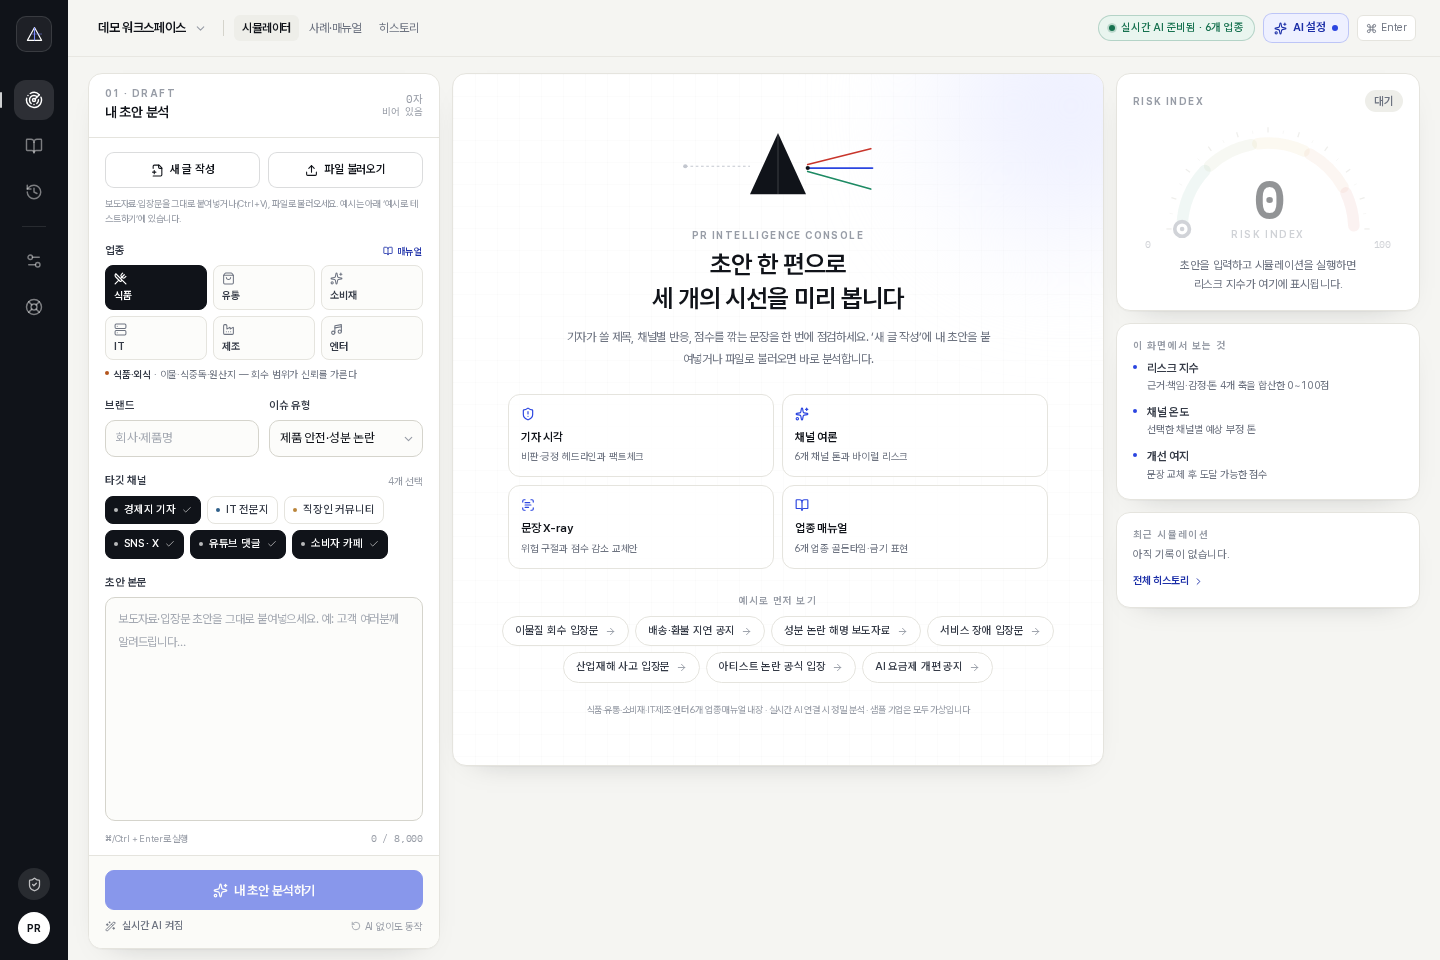 데모 워크스페이스
시뮬레이터
사례·매뉴얼
히스토리
실시간 AI 준비됨 · 6개 업종
AI 설정
⌘ Enter
01 · DRAFT
내 초안 분석
0자
비어 있음
새 글 작성
파일 불러오기
보도자료·입장문을 그대로 붙여넣거나(Ctrl+V), 파일로 불러오세요. 예시는 아래 '예시로 테
스트하기'에 있습니다.
업종
매뉴얼
식품
유통
소비재
IT
제조
엔터
식품·외식 · 이물·식중독·원산지 — 회수 범위가 신뢰를 가른다
브랜드
이슈 유형
회사·제품명
제품 안전·성분 논란
타깃 채널
4개 선택
경제지 기자
IT 전문지
직장인 커뮤니티
SNS · X
유튜브 댓글
소비자 카페
초안 본문
보도자료·입장문 초안을 그대로 붙여넣으세요. 예: 고객 여러분께
알려드립니다…
⌘/Ctrl + Enter로 실행
0 / 8,000
내 초안 분석하기
실시간 AI 켜짐
AI 없이도 동작
PR
PR INTELLIGENCE CONSOLE
초안 한 편으로
세 개의 시선을 미리 봅니다
기자가 쓸 제목, 채널별 반응, 점수를 깎는 문장을 한 번에 점검하세요. '새 글 작성'에 내 초안을 붙
여넣거나 파일로 불러오면 바로 분석합니다.
기자 시각
비판·긍정 헤드라인과 팩트체크
채널 여론
6개 채널 톤과 바이럴 리스크
문장 X-ray
위험 구절과 점수 감소 교체안
업종 매뉴얼
6개 업종 골든타임·금기 표현
예시로 먼저 보기
이물질 회수 입장문
배송·환불 지연 공지
성분 논란 해명 보도자료
서비스 장애 입장문
산업재해 사고 입장문
아티스트 논란 공식 입장
AI 요금제 개편 공지
식품·유통·소비재·IT·제조·엔터 6개 업종 매뉴얼 내장 · 실시간 AI 연결 시 정밀 분석 · 샘플 기업은 모두 가상입니다
RISK INDEX
대기
0
RISK INDEX
0
100
초안을 입력하고 시뮬레이션을 실행하면
리스크 지수가 여기에 표시됩니다.
이 화면에서 보는 것
리스크 지수
근거·책임·감정·톤 4개 축을 합산한 0~100점
채널 온도
선택한 채널별 예상 부정 톤
개선 여지
문장 교체 후 도달 가능한 점수
최근 시뮬레이션
아직 기록이 없습니다.
전체 히스토리